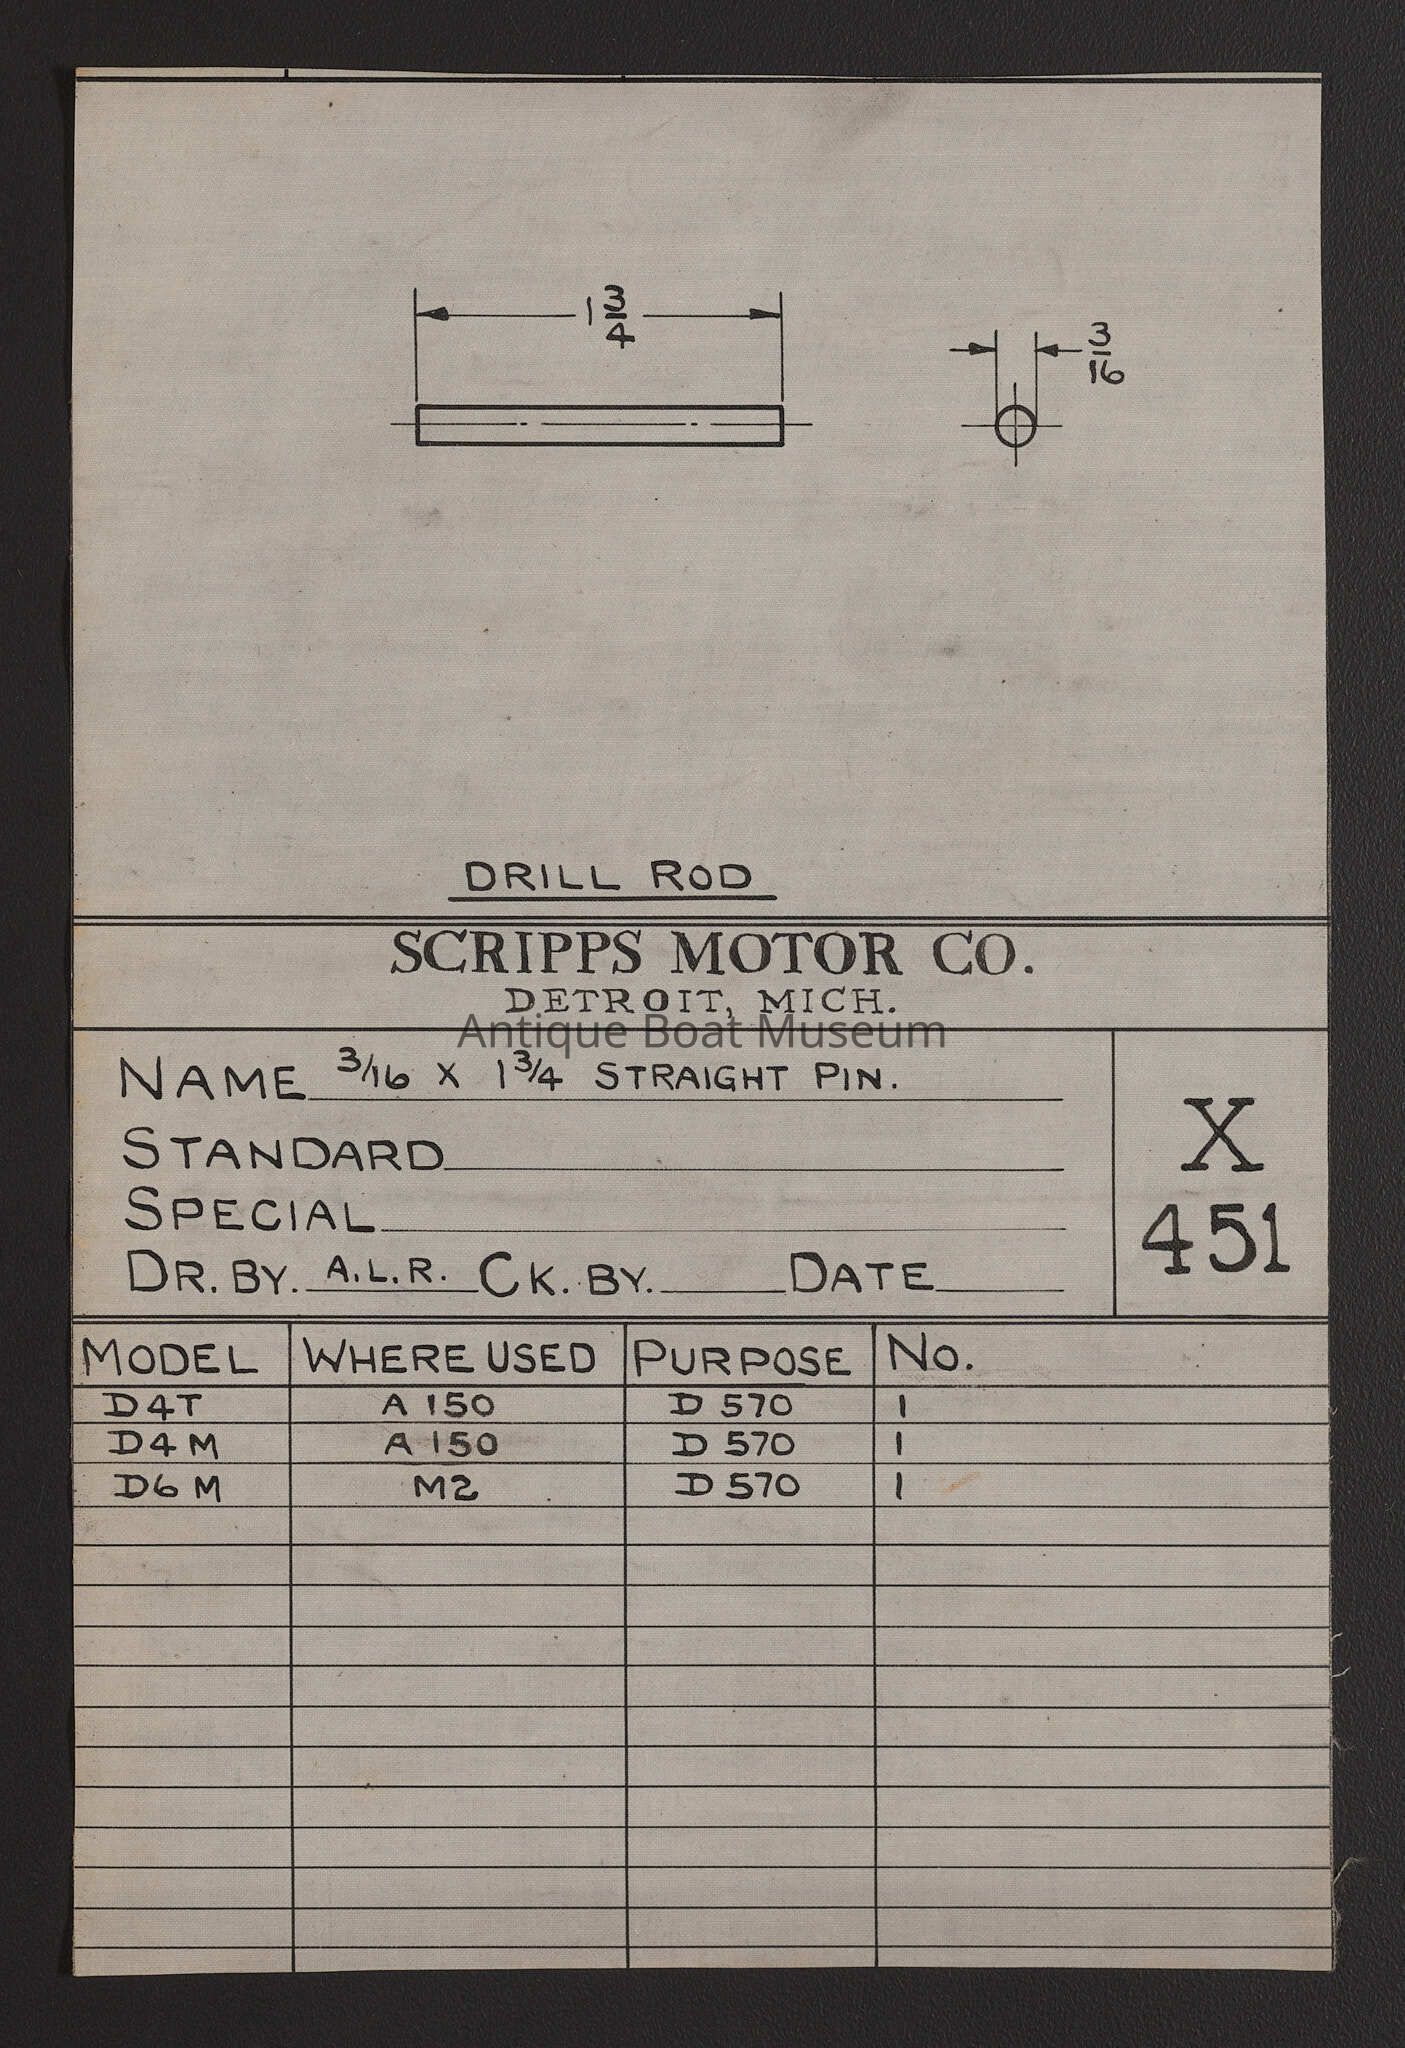 1 3/4
3/16
DRILL ROD
SCRIPPS MOTOR CO.
DETROIT, MICH.
Antique Boat Museum
NAME 3/16 X 1 3/4 STRAIGHT PIN.
STANDARD
SPECIAL
DR. BY. A.L.R. CK. BY. DATE
X
451
MODEL WHERE USED PURPOSE NO.
D4T A 150 D 570 1
D4 M A 150 D 570 1
D6 M M2 D 570 1